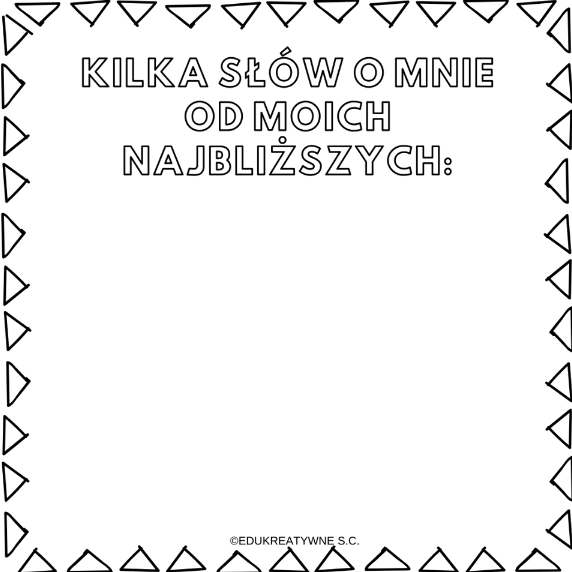 KILKA SŁÓW O MNIE
OD MOICH
NAJBLIŻSZYCH:
©EDUKREATYWNE S.C.